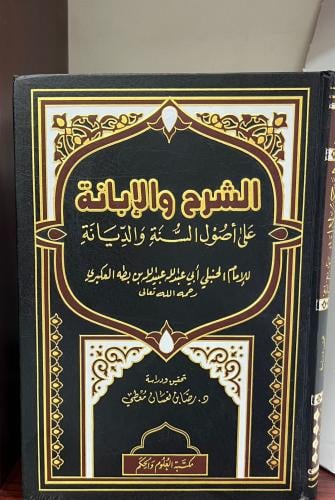 الشرح والإبانة
على أصول السنة والديانة
للإمام الحنبلي أبي عبد الله عبيد الله بن بطه العكبري
رحمه الله تعالى
تحقيق ودراسة
د. رضا بن نعسان معطي
مكتبة العلوم والحكم